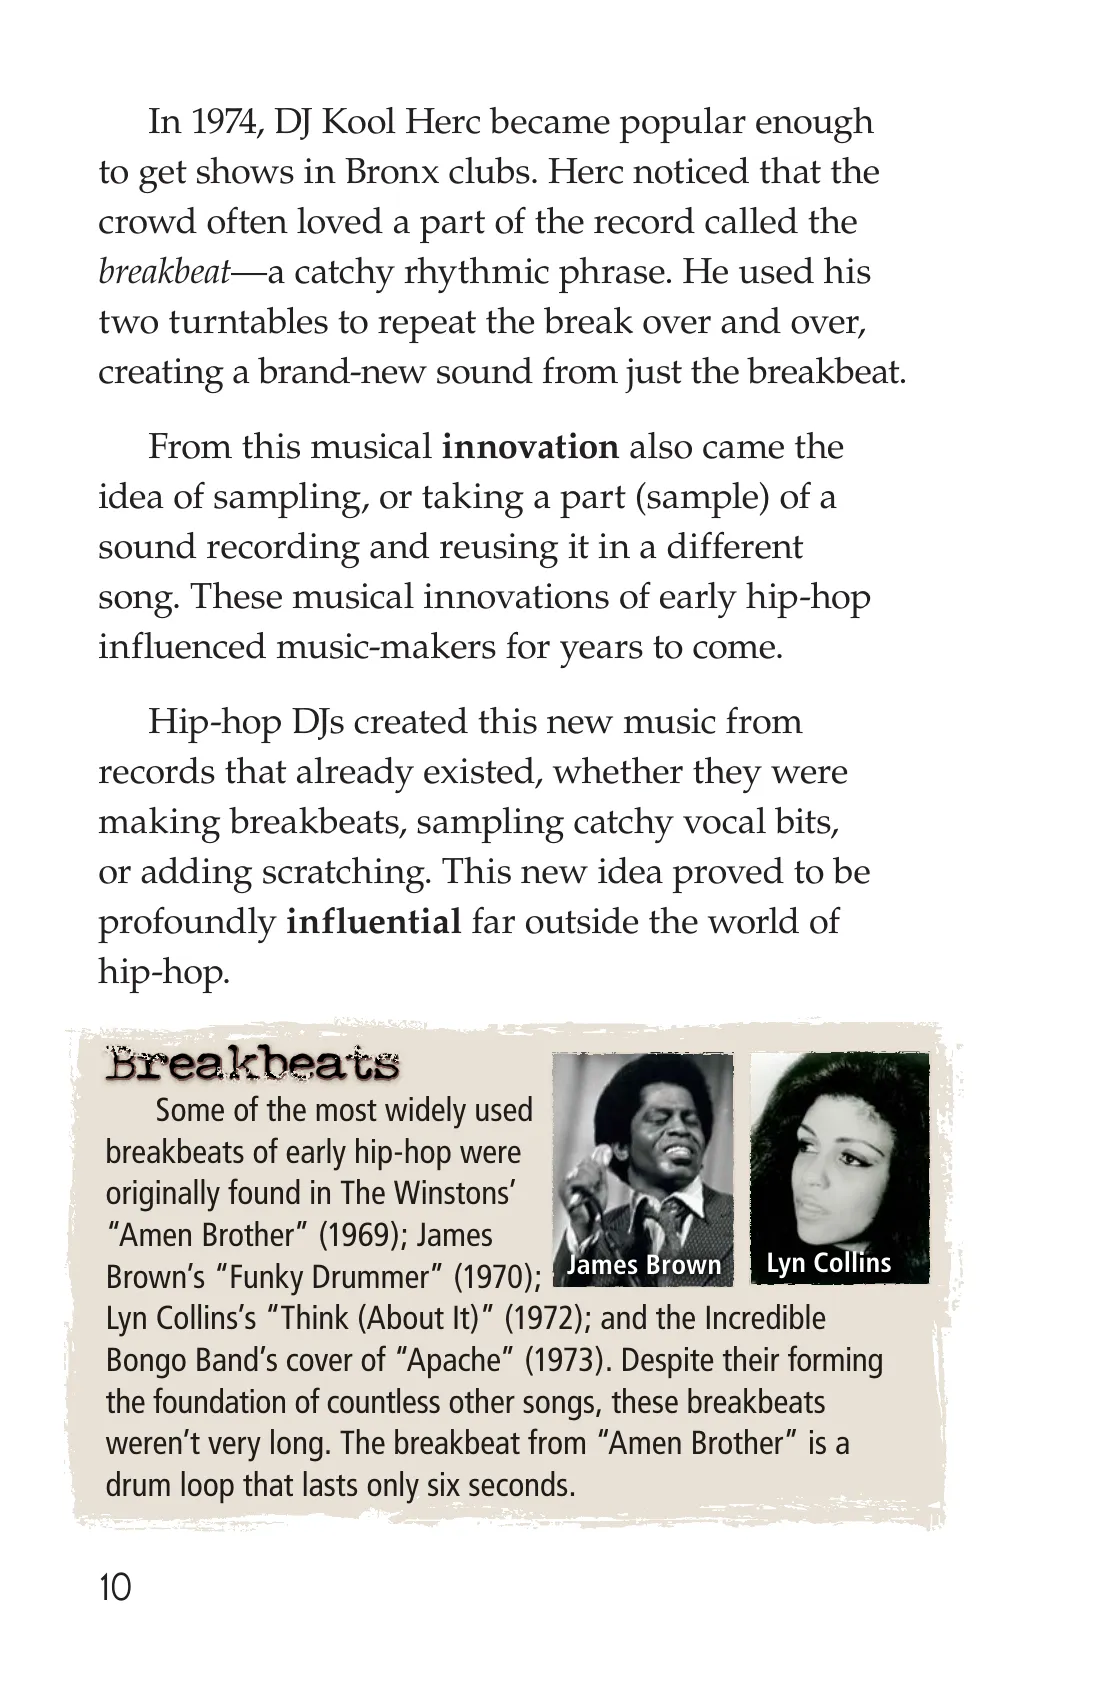 In 1974, DJ Kool Herc became popular enough
to get shows in Bronx clubs. Herc noticed that the
crowd often loved a part of the record called the
breakbeat—a catchy rhythmic phrase. He used his
two turntables to repeat the break over and over,
creating a brand-new sound from just the breakbeat.
From this musical innovation also came the
idea of sampling, or taking a part (sample) of a
sound recording and reusing it in a different
song. These musical innovations of early hip-hop
influenced music-makers for years to come.
Hip-hop DJs created this new music from
records that already existed, whether they were
making breakbeats, sampling catchy vocal bits,
or adding scratching. This new idea proved to be
profoundly influential far outside the world of
hip-hop.
Breakbeats
Some of the most widely used
breakbeats of early hip-hop were
originally found in The Winstons’
“Amen Brother” (1969); James
Brown’s “Funky Drummer” (1970);
Lyn Collins’s “Think (About It)” (1972); and the Incredible
Bongo Band’s cover of “Apache” (1973). Despite their forming
the foundation of countless other songs, these breakbeats
weren’t very long. The breakbeat from “Amen Brother” is a
drum loop that lasts only six seconds.
James Brown
Lyn Collins
10